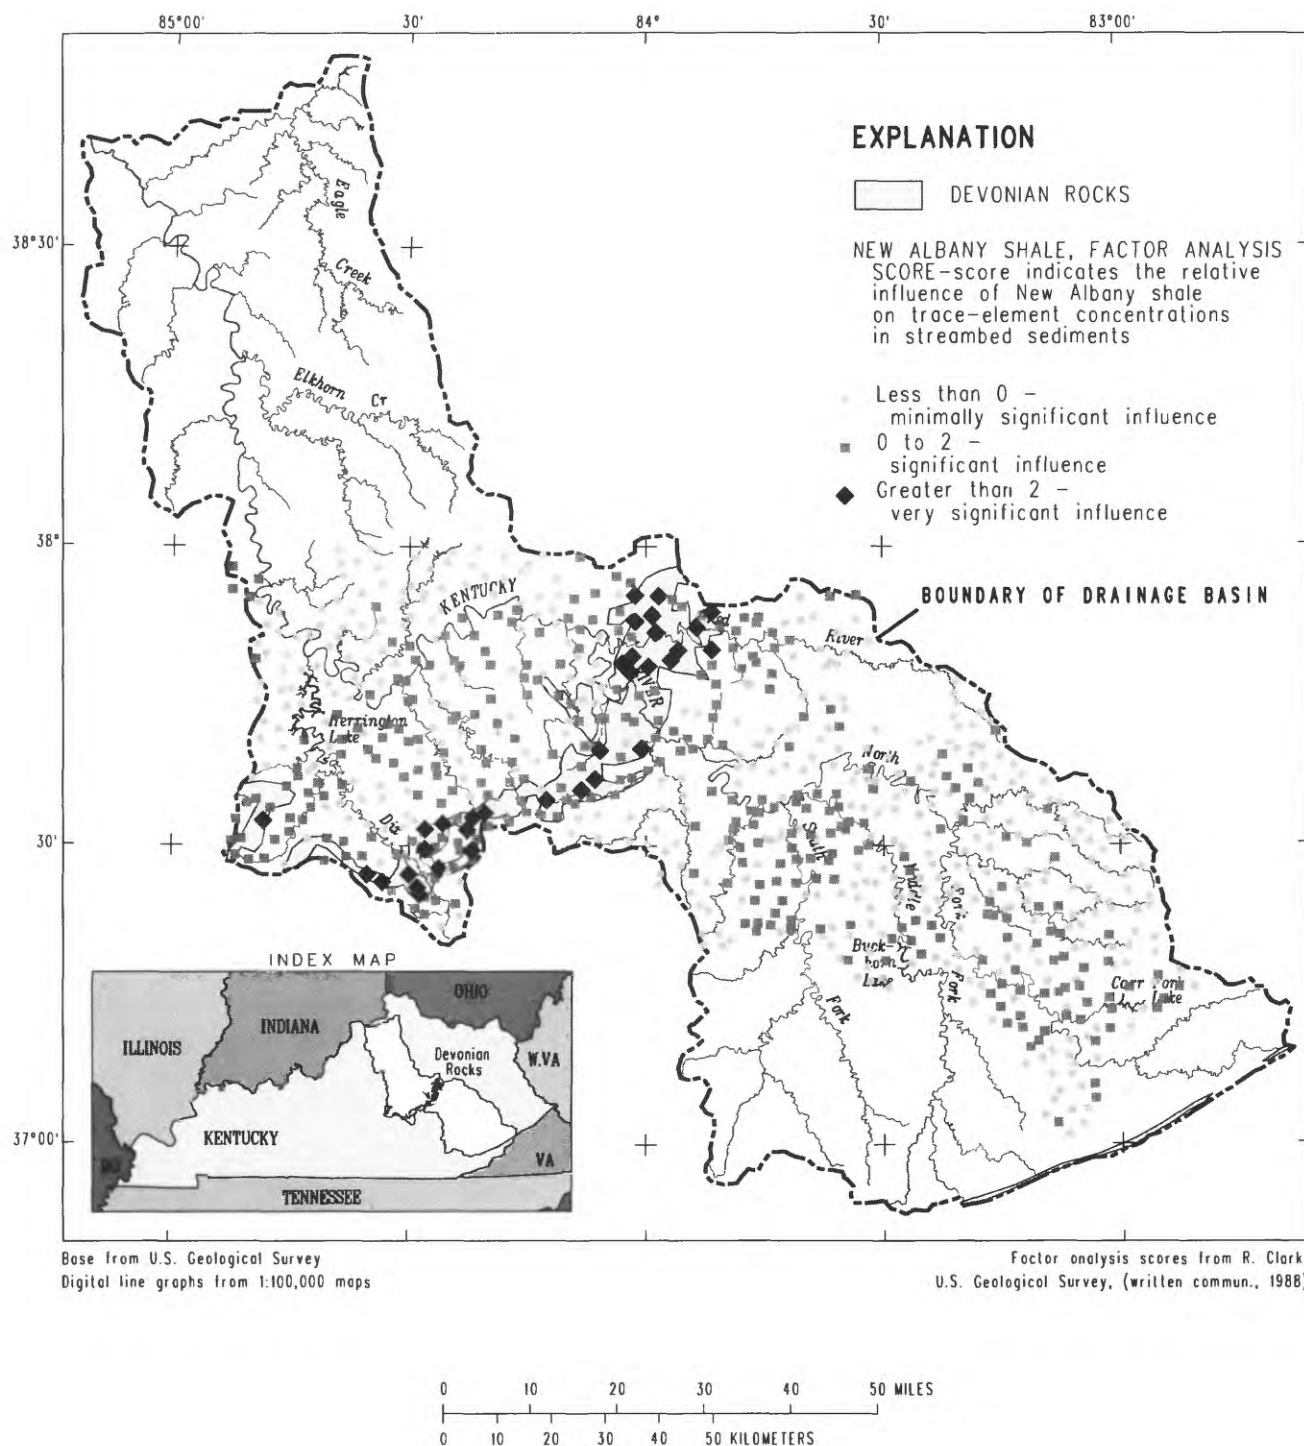 85°00' 30' 84° 30' 83°00'
EXPLANATION
DEVONIAN ROCKS
NEW ALBANY SHALE, FACTOR ANALYSIS
SCORE-score indicates the relative
influence of New Albany shale
on trace-element concentrations
in streambed sediments
Less than 0 –
minimally significant influence
0 to 2 –
significant influence
Greater than 2 –
very significant influence
BOUNDARY OF DRAINAGE BASIN
38°30'
38°
30'
37°00'
Eagle
Creek
Elkhorn
Cr
KENTUCKY
River
Herrington
Lake
North
South
Middle
Fork
Buck-
horn
Lake
Fork
Fork
Carr Fork
Lake
INDEX MAP
OHIO
INDIANA
ILLINOIS
W.VA
Devonian
Rocks
KENTUCKY
VA
TENNESSEE
Base from U.S. Geological Survey
Digital line graphs from 1:100,000 maps
Factor analysis scores from R. Clark
U.S. Geological Survey, (written commun., 1988)
0 10 20 30 40 50 MILES
0 10 20 30 40 50 KILOMETERS